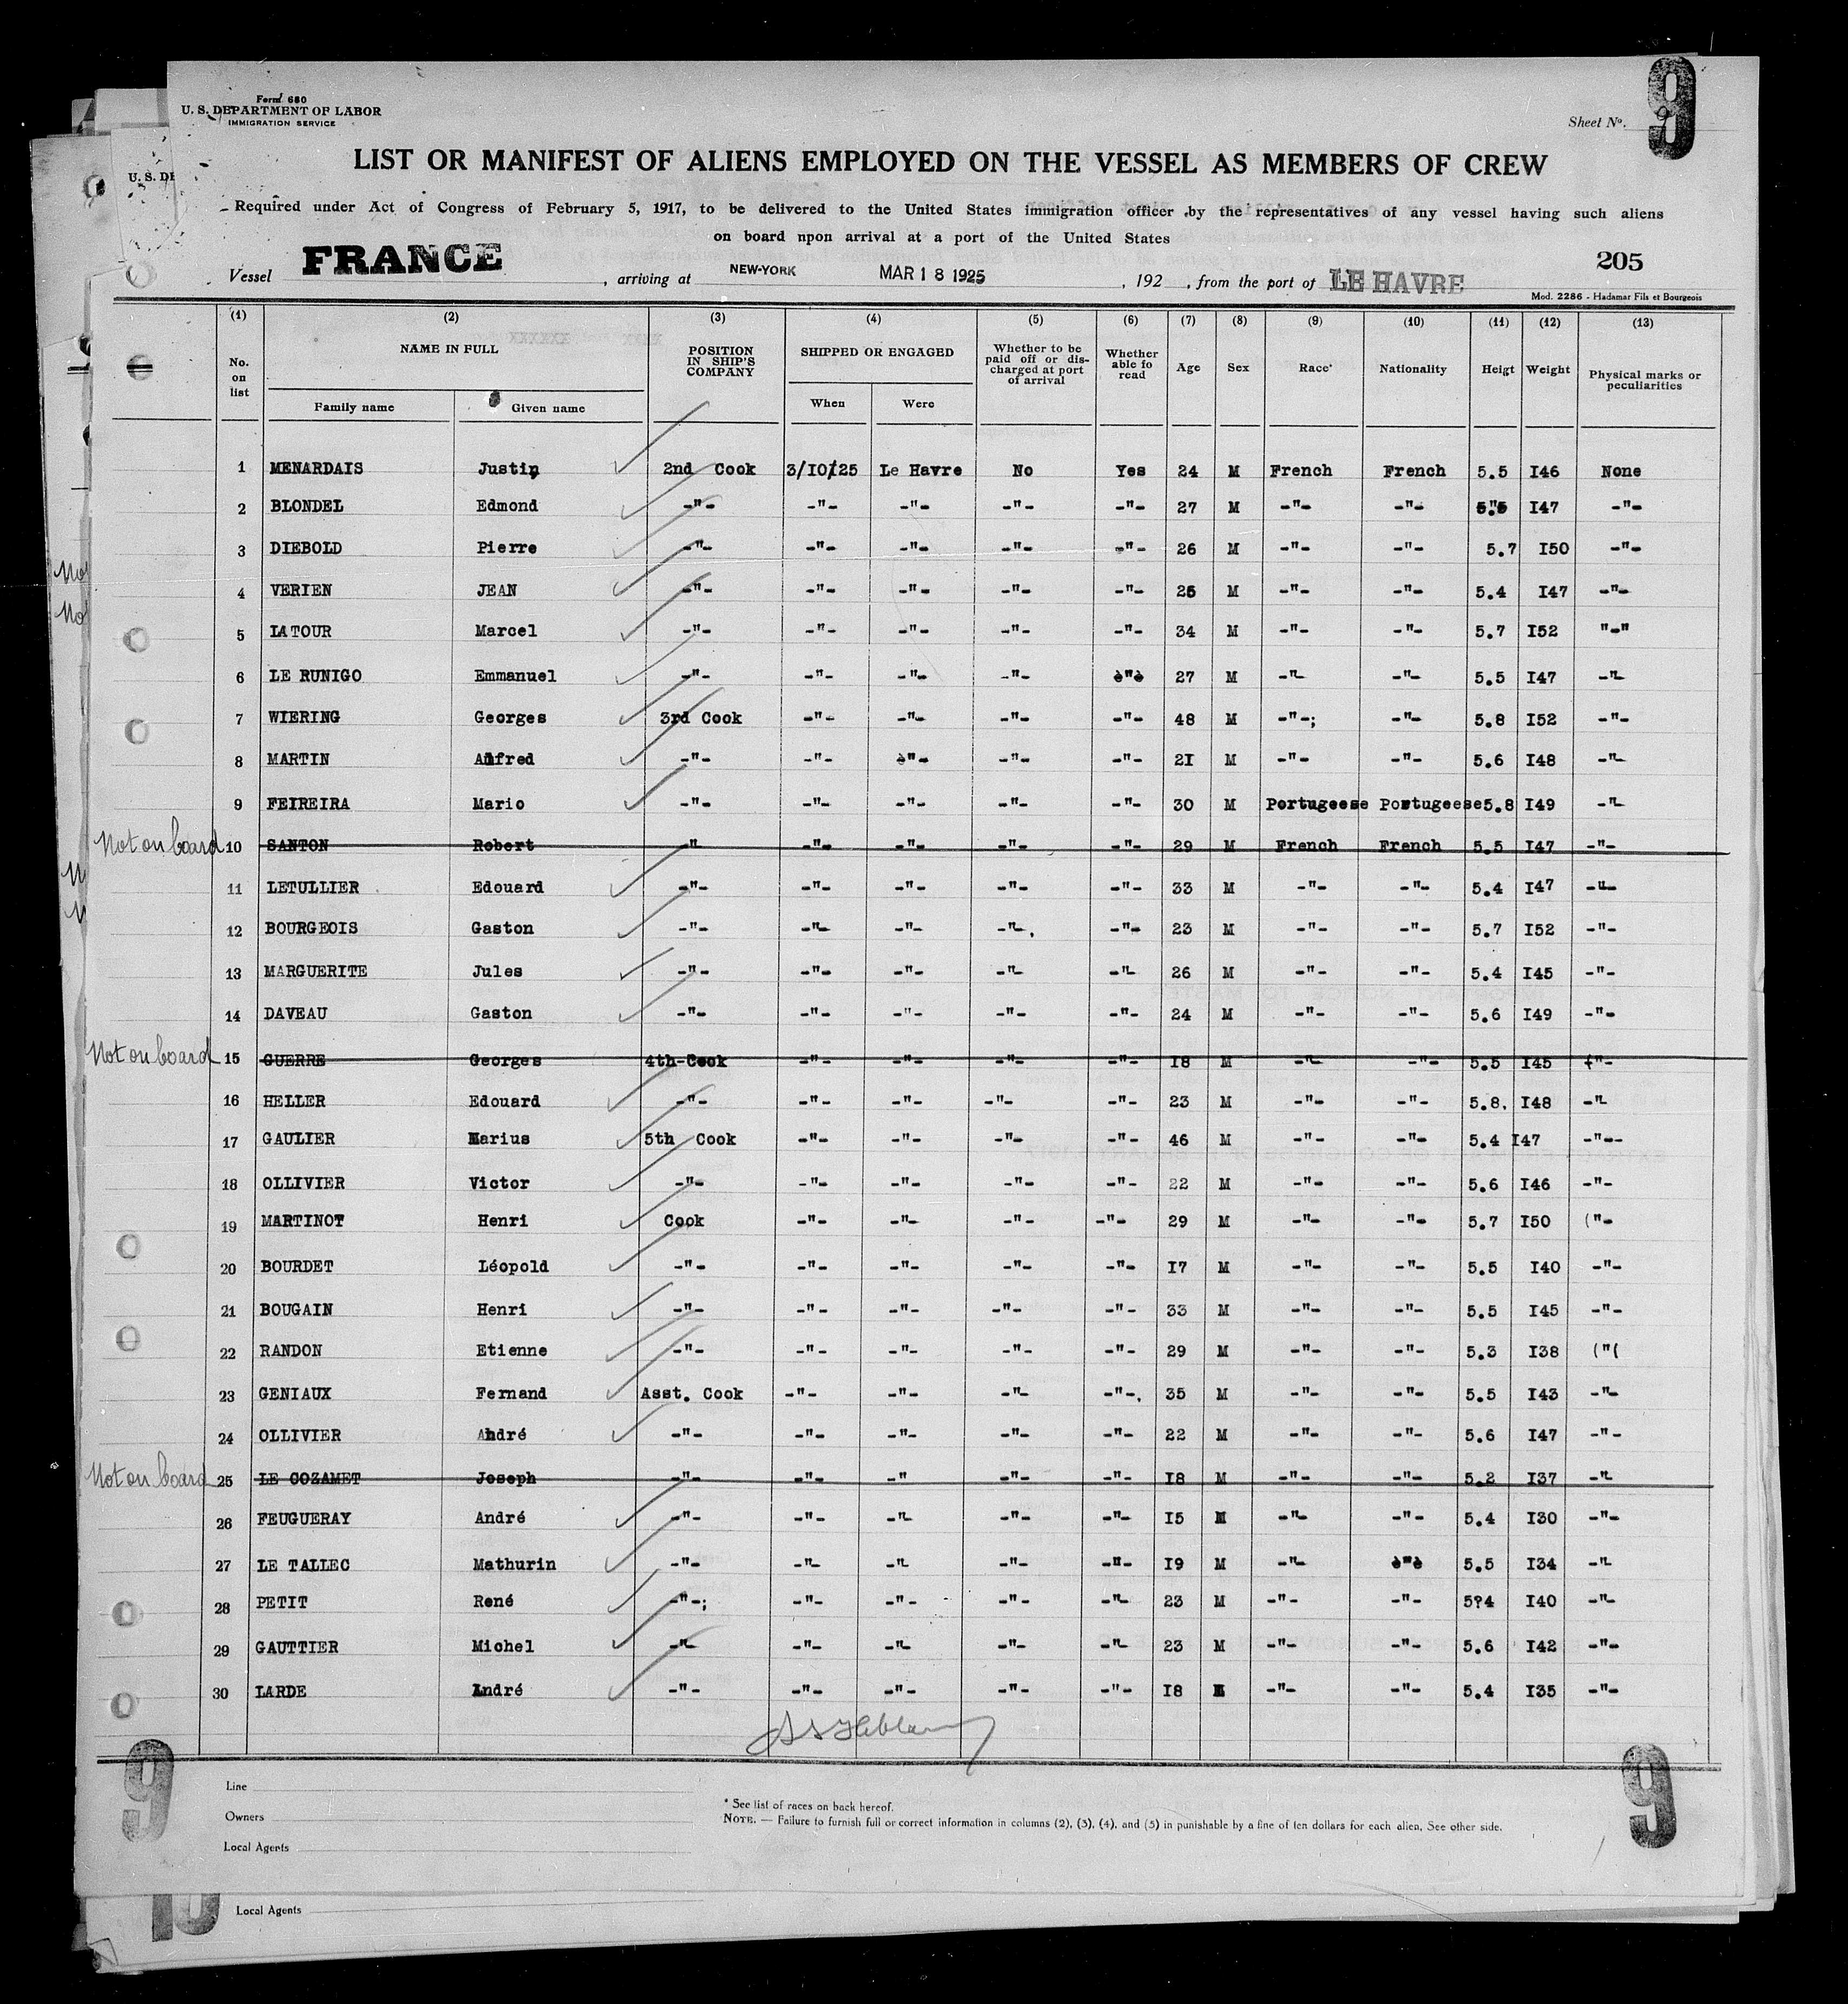 Form 680
U. S. DEPARTMENT OF LABOR
IMMIGRATION SERVICE
Sheet No. 9
9
U. S. DE
LIST OR MANIFEST OF ALIENS EMPLOYED ON THE VESSEL AS MEMBERS OF CREW
Required under Act of Congress of February 5, 1917, to be delivered to the United States immigration officer by the representatives of any vessel having such aliens
on board npon arrival at a port of the United States
205
Vessel FRANCE , arriving at NEW-YORK MAR 18 1925 , 192 , from the port of LE HAVRE
Mod. 2286 - Hadamar Fils et Bourgeois
(1) (2) (3) (4) (5) (6) (7) (8) (9) (10) (11) (12) (13)
No. on list NAME IN FULL Family name Given name POSITION IN SHIP'S COMPANY SHIPPED OR ENGAGED When Were Whether to be paid off or discharged at port of arrival Whether able fo read Age Sex Race* Nationality Heigt Weight Physical marks or peculiarities
1 MENARDAIS Justin 2nd Cook 3/10/25 Le Havre No Yes 24 M French French 5.5 I46 None
2 BLONDEL Edmond -"- -"- -"- -"- -"- 27 M -"- -"- 5"5 I47 -"-
3 DIEBOLD Pierre -"- -"- -"- -"- -"- 26 M -"- -"- 5.7 I50 -"-
4 VERIEN JEAN -"- -"- -"- -"- -"- 25 M -"- -"- 5.4 I47 -"-
5 LATOUR Marcel -"- -"- -"- -"- -"- 34 M -"- -"- 5.7 I52 "-"
6 LE RUNIGO Emmanuel -"- -"- -"- -"- è"è 27 M -"- -"- 5.5 I47 -"-
7 WIERING Georges 3rd Cook -"- -"- -"- -"- 48 M -"-; -"- 5.8 I52 -"-
8 MARTIN Alfred -"- -"- è"- -"- -"- 2I M -"- -"- 5.6 I48 -"-
9 FEIREIRA Mario -"- -"- -"- -"- -"- 30 M Portugeese Portugeese 5.8 I49 -"-
Not on board 10 SANTON Robert -" -"- -"- -"- -"- 29 M French French 5.5 I47 -"-
11 LETULLIER Edouard -"- -"- -"- -"- -"- 33 M -"- -"- 5.4 I47 -"-
12 BOURGEOIS Gaston -"- -"- -"- -"-. -"- 23 M -"- -"- 5.7 I52 -"-
13 MARGUERITE Jules -"- -"- -"- -"- -"- 26 M -"- -"- 5.4 I45 -"-
14 DAVEAU Gaston -"- -"- -"- -"- -"- 24 M -"- -"- 5.6 I49 -"-
Not on board 15 GUERRE Georges 4th-Cook -"- -"- -"- -"- I8 M -"- -"- 5.5 I45 ("-
16 HELLER Edouard -"- -"- -"- -"- -"- 23 M -"- -"- 5.8. I48 -"-
17 GAULIER Marius 5th Cook -"- -"- -"- -"- 46 M -"- -"- 5.4 I47 -"--
18 OLLIVIER Victor -"- -"- -"- -"- -"- 22 M -"- -"- 5.6 I46 -"-
19 MARTINOT Henri Cook -"- -"- -"- -"- 29 M -"- -"- 5.7 I50 ("-
20 BOURDET Léopold -"- -"- -"- -"- -"- I7 M -"- -"- 5.5 I40 -"-
21 BOUGAIN Henri -"- -"- -"- -"- -"- 33 M -"- -"- 5.5 I45 -"-
22 RANDON Etienne -"- -"- -"- -"- -"- 29 M -"- -"- 5.3 I38 ("(
23 GENIAUX Fernand Asst. Cook -"- -"- -"- -"-. 35 M -"- -"- 5.5 I43 -"-
24 OLLIVIER André -"- -"- -"- -"- -"- 22 M -"- -"- 5.6 I47 -"-
Not on board 25 LE COZAMET Joseph -"- -"- -" -"- -"- I8 M -"- -"- 5.2 I37 -"-
26 FEUGUERAY André -"- -"- -"- -"- -"- I5 M -"- -"- 5.4 I30 -"-
27 LE TALLEC Mathurin -"- -"- -"- -"- -"- I9 M -"- è"è 5.5 I34 -"-
28 PETIT René -"-; -"- -"- -"- -"- 23 M -"- -"- 5?4 I40 -"-
29 GAUTTIER Michel -"- -"- -"- -"- -"- 23 M -"- -"- 5.6 I42 -"-
30 LARDE André -"- -"- -"- -"- -"- I8 M -"- -"- 5.4 I35 -"-
9
9
Line
Owners
Local Agents
* See list of races on back hereof.
NOTE. — Failure to furnish full or correct information in columns (2), (3), (4), and (5) in punishable by a fine of ten dollars for each alien, See other side.
10
Local Agents